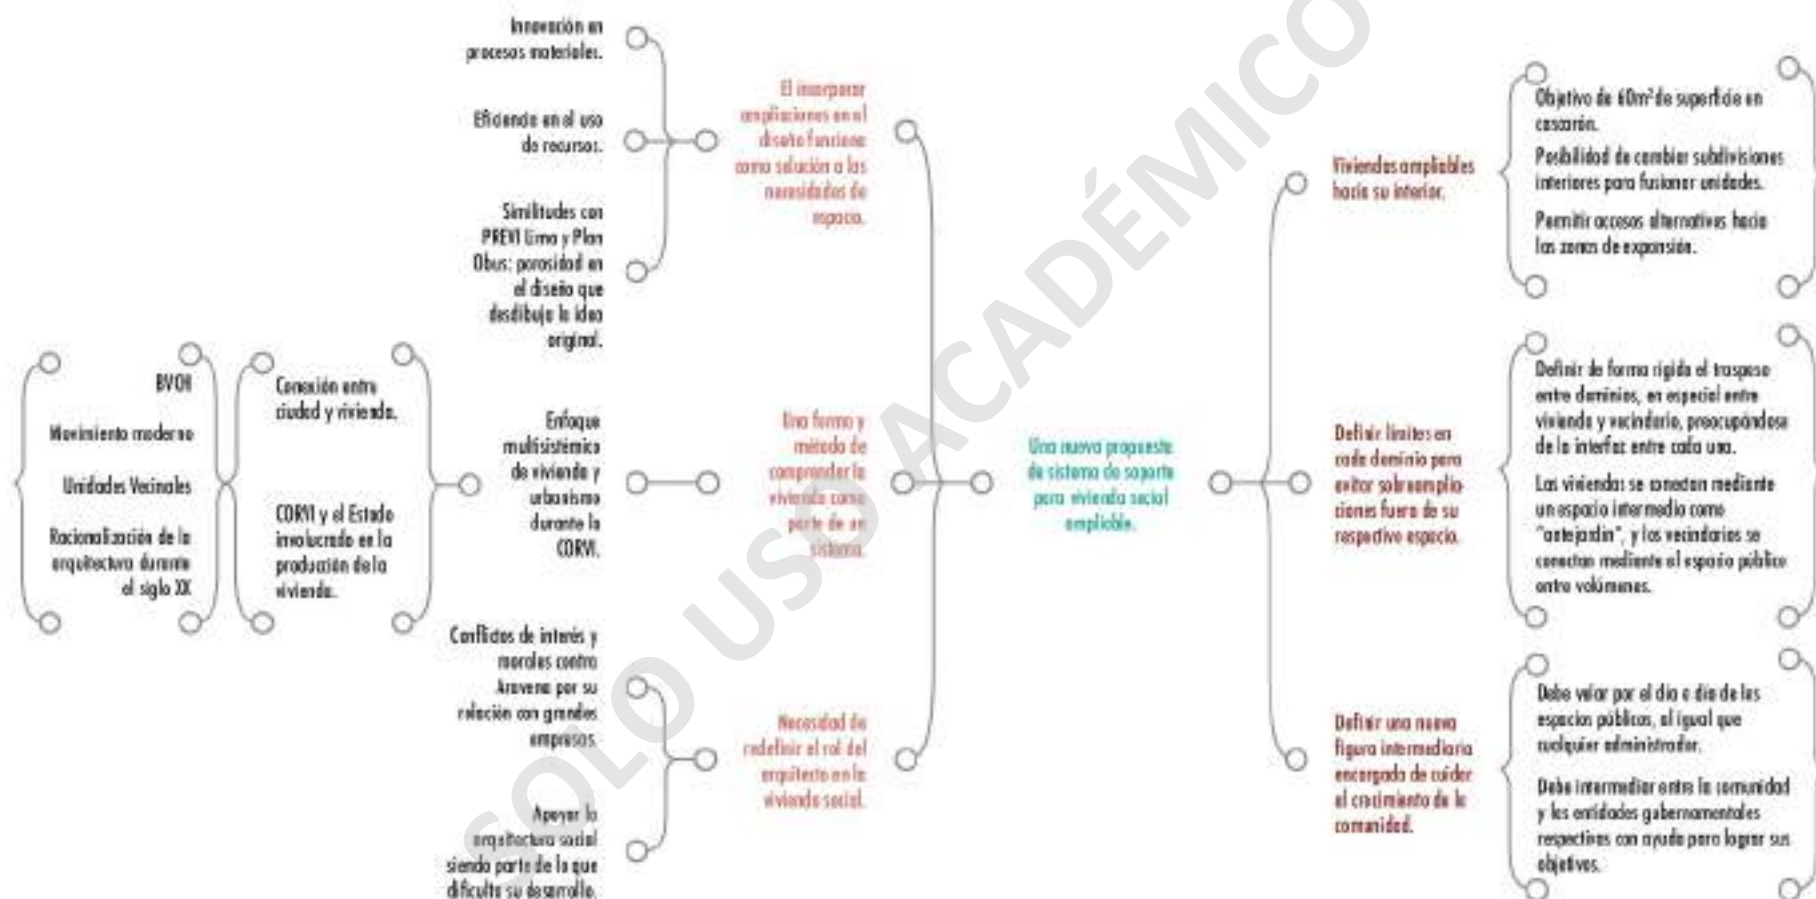 Innovación en
procesos materiales.
Eficiencia en el uso
de recursos.
Similitudes con
PREVI Lima y Plan
Obus: porosidad en
el diseño que
desdibuja la idea
original.
El incorporar
ampliaciones en el
diseño funciona
como solución a las
necesidades de
espacio.
BVCH
Movimiento moderno
Unidades Vecinales
Racionalización de la
arquitectura durante
el siglo XX
Conexión entre
ciudad y vivienda.
CORVI y el Estado
involucrado en la
producción de la
vivienda.
Enfoque
multisistémico
de vivienda y
urbanismo
durante la
CORVI.
Una forma y
método de
comprender la
vivienda como
parte de un
sistema.
Conflictos de interés y
morales contra
Aravena por su
relación con grandes
empresas.
Apoyar la
arquitectura social
siendo parte de lo que
dificulta su desarrollo.
Necesidad de
redefinir el rol del
arquitecto en la
vivienda social.
Una nueva propuesta
de sistema de soporte
para vivienda social
ampliable.
Viviendas ampliables
hacia su interior.
Objetivo de 60m² de superficie en
cascarón.
Posibilidad de cambiar subdivisiones
interiores para fusionar unidades.
Permitir accesos alternativos hacia
las zonas de expansión.
Definir límites en
cada dominio para
evitar sobreamplia-
ciones fuera de su
respectivo espacio.
Definir de forma rígida el traspaso
entre dominios, en especial entre
vivienda y vecindario, preocupándose
de la interfaz entre cada uno.
Las viviendas se conectan mediante
un espacio intermedio como
"antejardín", y los vecindarios se
conectan mediante el espacio público
entre volúmenes.
Definir una nueva
figura intermediaria
encargada de cuidar
el crecimiento de la
comunidad.
Debe velar por el día a día de los
espacios públicos, al igual que
cualquier administrador.
Debe intermediar entre la comunidad
y las entidades gubernamentales
respectivas con ayuda para lograr sus
objetivos.
SOLO USO ACADÉMICO